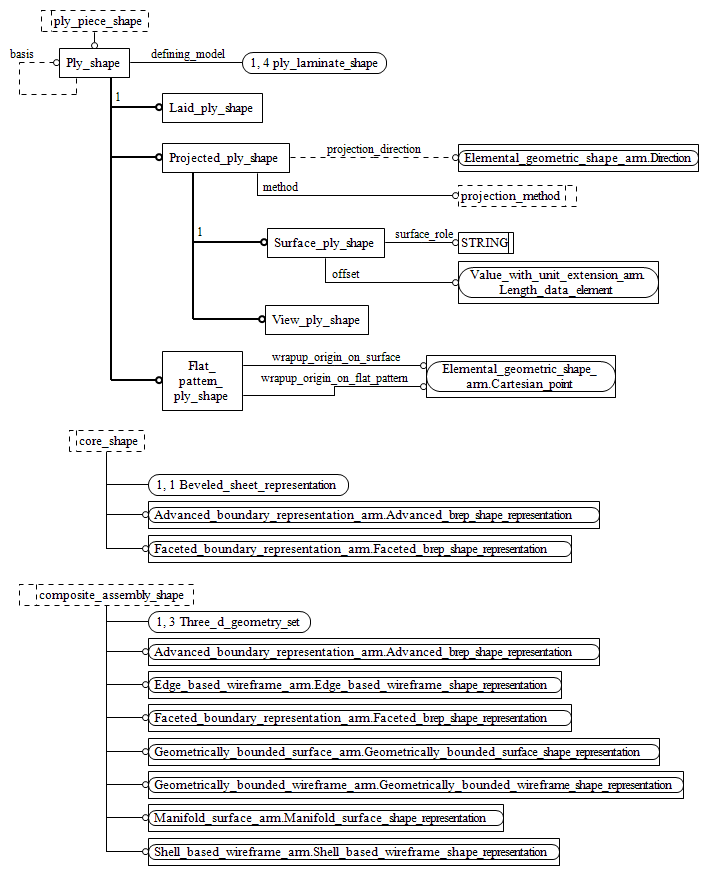 ply_piece_shape
basis
Ply_shape
defining_model
1, 4 ply_laminate_shape
1
Laid_ply_shape
Projected_ply_shape
projection_direction
Elemental_geometric_shape_arm.Direction
method
projection_method
1
Surface_ply_shape
surface_role
STRING
offset
Value_with_unit_extension_arm.
Length_data_element
View_ply_shape
Flat_
pattern_
ply_shape
wrapup_origin_on_surface
wrapup_origin_on_flat_pattern
Elemental_geometric_shape_
arm.Cartesian_point
core_shape
1, 1 Beveled_sheet_representation
Advanced_boundary_representation_arm.Advanced_brep_shape_representation
Faceted_boundary_representation_arm.Faceted_brep_shape_representation
composite_assembly_shape
1, 3 Three_d_geometry_set
Advanced_boundary_representation_arm.Advanced_brep_shape_representation
Edge_based_wireframe_arm.Edge_based_wireframe_shape_representation
Faceted_boundary_representation_arm.Faceted_brep_shape_representation
Geometrically_bounded_surface_arm.Geometrically_bounded_surface_shape_representation
Geometrically_bounded_wireframe_arm.Geometrically_bounded_wireframe_shape_representation
Manifold_surface_arm.Manifold_surface_shape_representation
Shell_based_wireframe_arm.Shell_based_wireframe_shape_representation